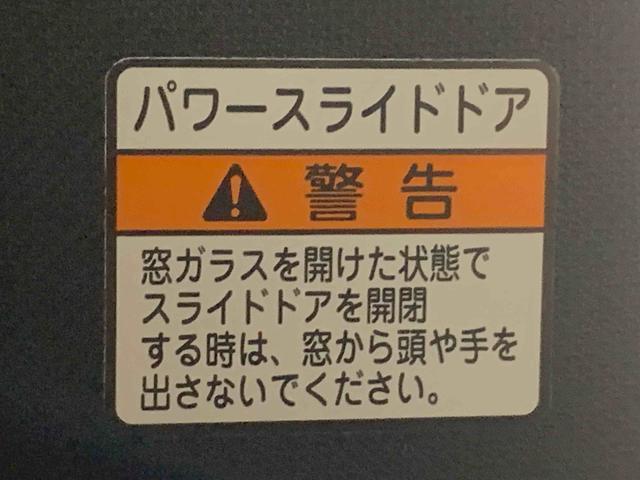 パワースライドドア
警告
窓ガラスを開けた状態で
スライドドアを開閉
する時は、窓から頭や手を
出さないでください。